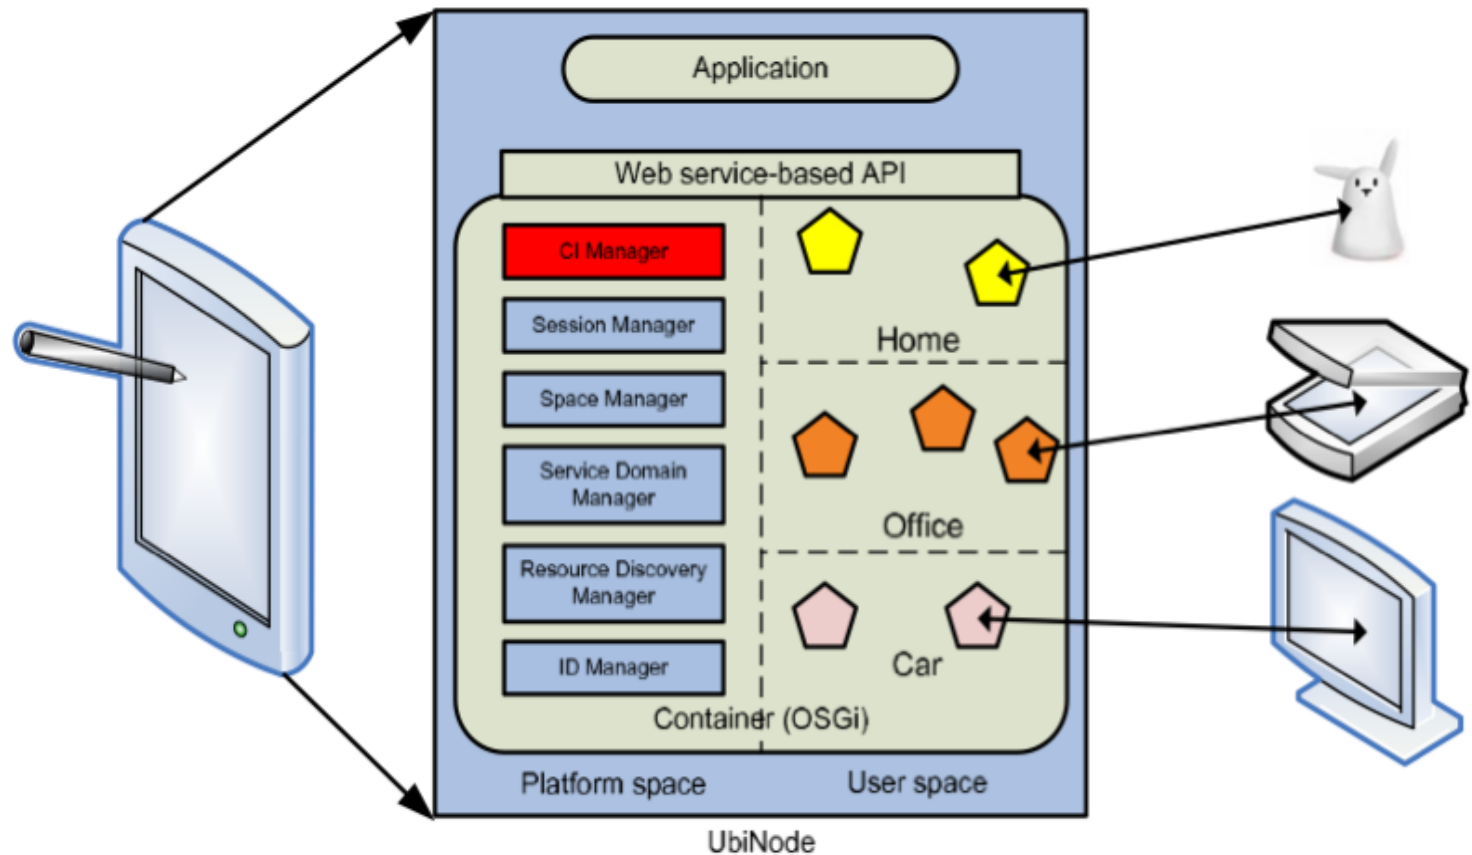 Application
Web service-based API
CI Manager
Session Manager
Space Manager
Service Domain
Manager
Resource Discovery
Manager
ID Manager
Home
Office
Car
Container (OSGi)
Platform space
User space
UbiNode